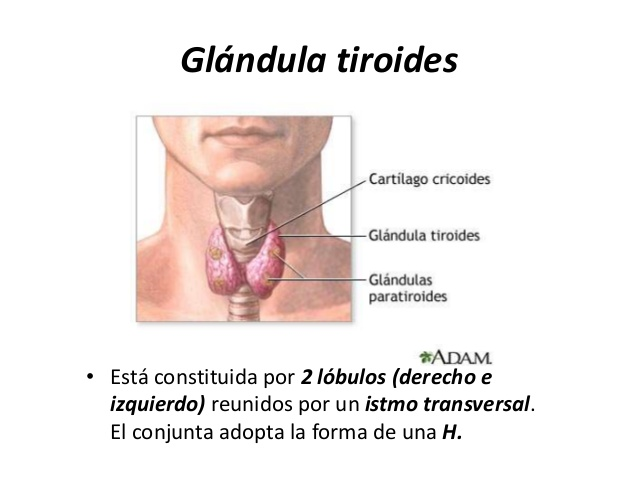 Glándula tiroides
Cartílago cricoides
Glándula tiroides
Glándulas
paratiroides
ADAM.
• Está constituida por 2 lóbulos (derecho e
izquierdo) reunidos por un istmo transversal.
El conjunta adopta la forma de una H.